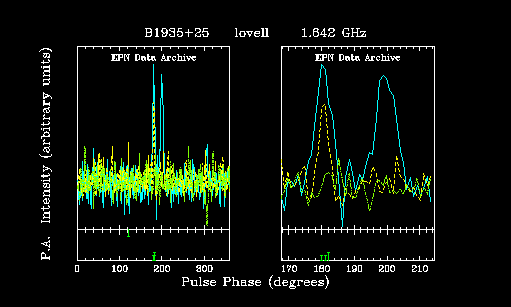 B1935+25 lovell 1.642 GHz
EPN Data Archive EPN Data Archive
P.A. Intensity (arbitrary units)
0 100 200 300 170 180 190 200 210
Pulse Phase (degrees)